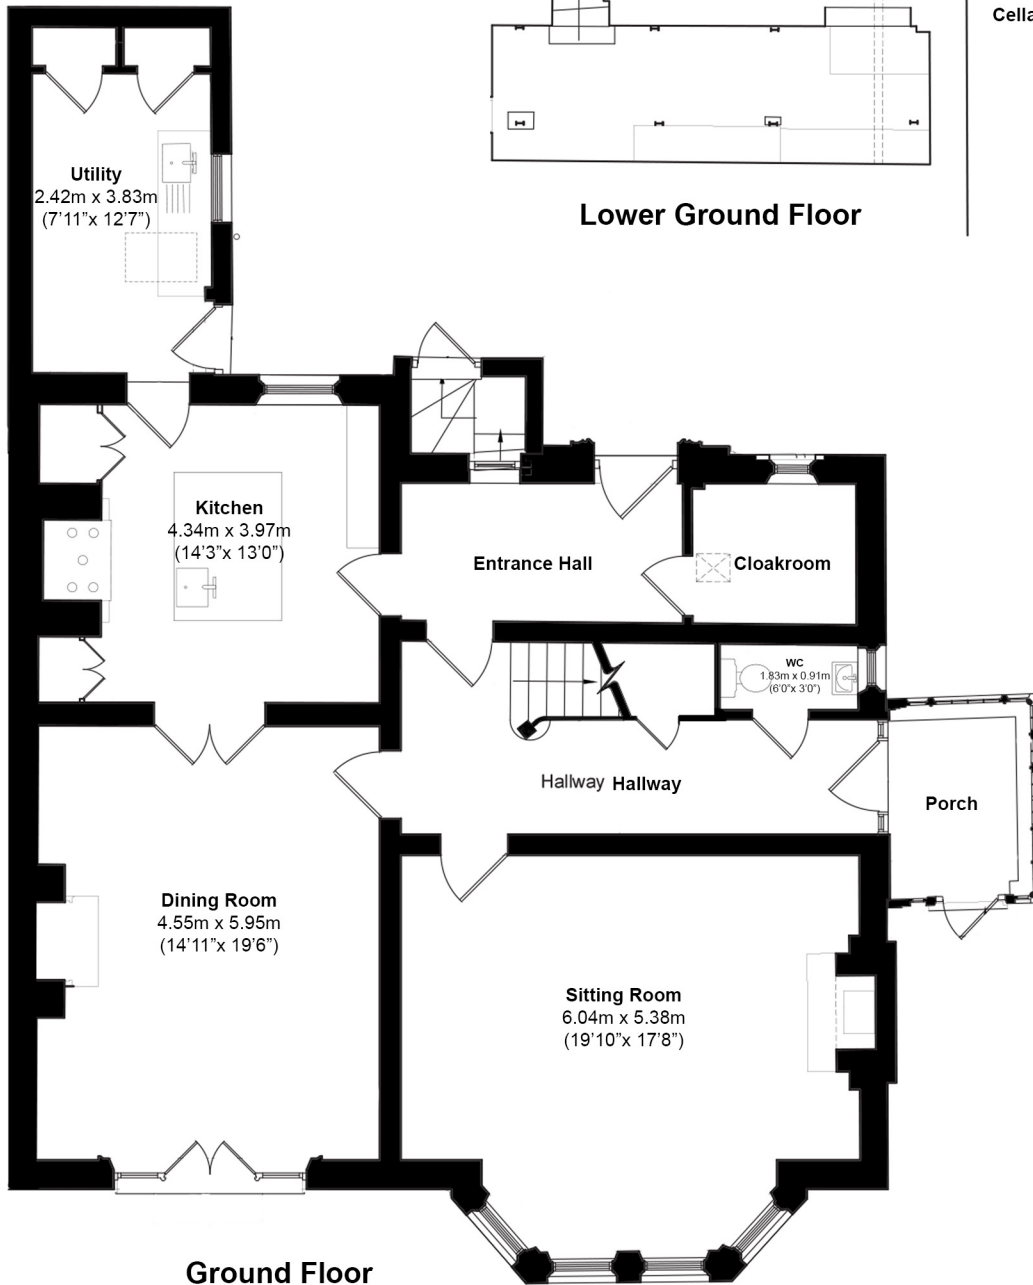 Cella
Lower Ground Floor
Utility
2.42m x 3.83m
(7'11"x 12'7")
Kitchen
4.34m x 3.97m
(14'3"x 13'0")
Entrance Hall
Cloakroom
WC
1.83m x 0.91m
(6'0"x 3'0")
Hallway Hallway
Porch
Dining Room
4.55m x 5.95m
(14'11"x 19'6")
Sitting Room
6.04m x 5.38m
(19'10"x 17'8")
Ground Floor